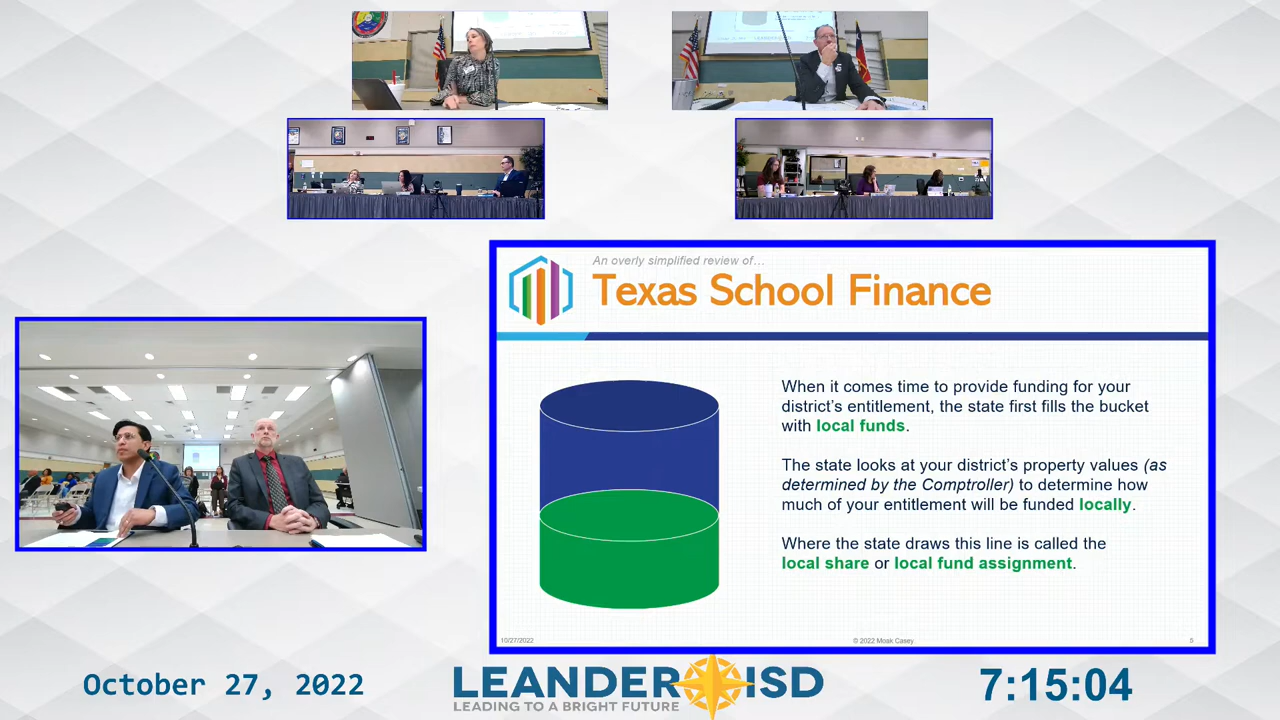 An overly simplified review of...
Texas School Finance
When it comes time to provide funding for your
district's entitlement, the state first fills the bucket
with local funds.
The state looks at your district's property values (as
determined by the Comptroller) to determine how
much of your entitlement will be funded locally.
Where the state draws this line is called the
local share or local fund assignment.
10/27/2022
© 2022 Moak Casey
5
October 27, 2022
LEANDER ISD
LEADING TO A BRIGHT FUTURE
7:15:04